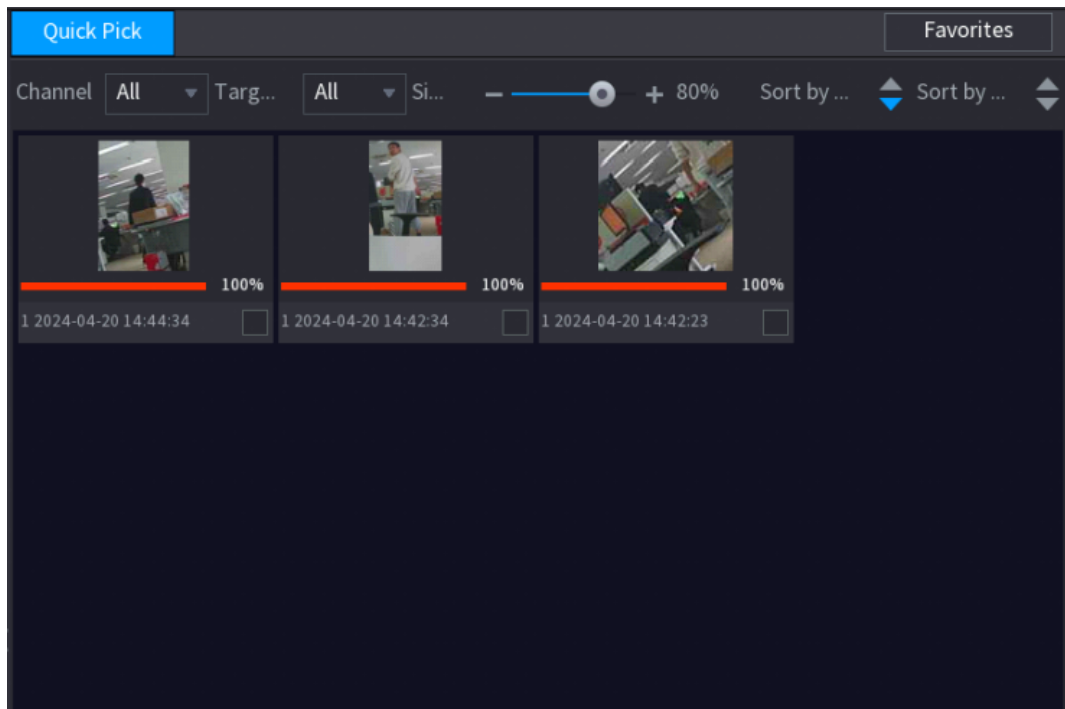 Quick Pick
Favorites
Channel All Targ... All Si... 80% Sort by ... Sort by ...
100% 100% 100%
1 2024-04-20 14:44:34 1 2024-04-20 14:42:34 1 2024-04-20 14:42:23